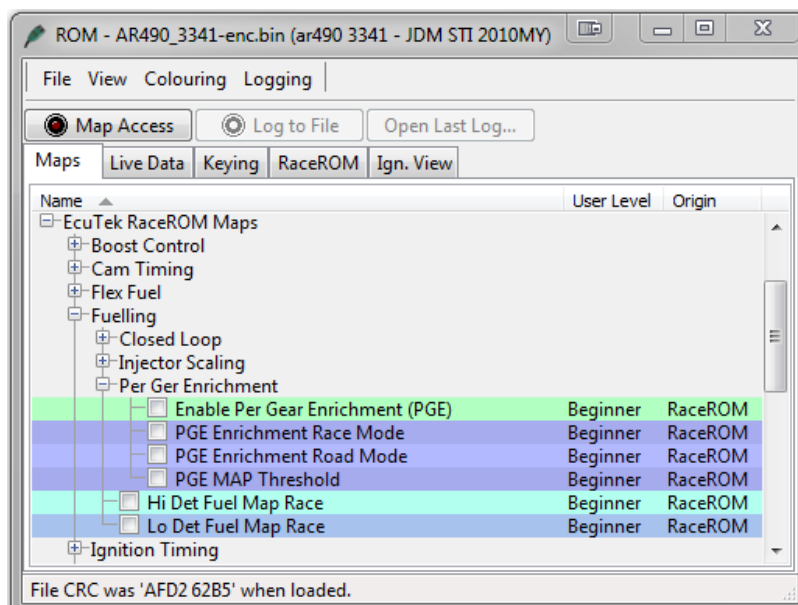 ROM - AR490_3341-enc.bin (ar490 3341 - JDM STI 2010MY)
File View Colouring Logging
Map Access Log to File Open Last Log...
Maps Live Data Keying RaceROM Ign. View
Name User Level Origin
EcuTek RaceROM Maps
Boost Control
Cam Timing
Flex Fuel
Fuelling
Closed Loop
Injector Scaling
Per Ger Enrichment
Enable Per Gear Enrichment (PGE) Beginner RaceROM
PGE Enrichment Race Mode Beginner RaceROM
PGE Enrichment Road Mode Beginner RaceROM
PGE MAP Threshold Beginner RaceROM
Hi Det Fuel Map Race Beginner RaceROM
Lo Det Fuel Map Race Beginner RaceROM
Ignition Timing
File CRC was 'AFD2 62B5' when loaded.